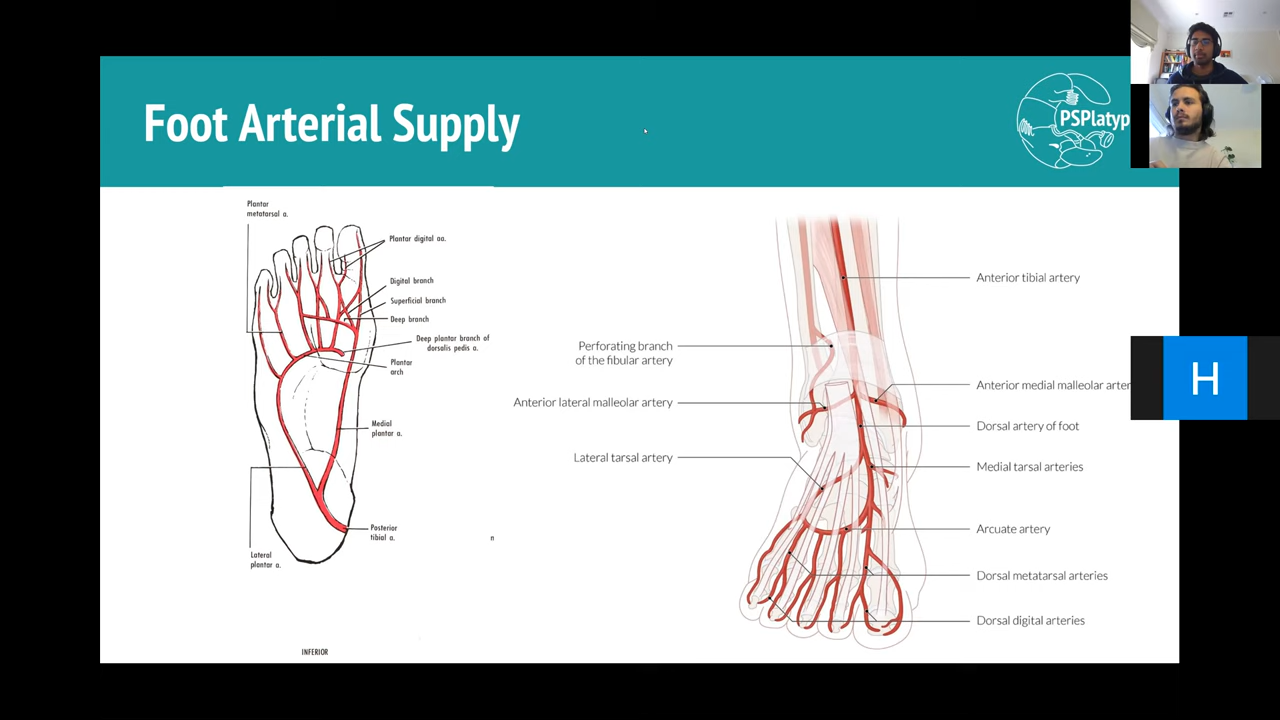 Foot Arterial Supply
PSPlatyp
Plantar
metatarsal a.
Plantar digital aa.
Digital branch
Superficial branch
Deep branch
Deep plantar branch of
dorsalis pedis a.
Plantar
arch
Medial
plantar a.
Posterior
tibial a.
Lateral
plantar a.
n
INFERIOR
Anterior tibial artery
Perforating branch
of the fibular artery
Anterior medial malleolar arter
Anterior lateral malleolar artery
Dorsal artery of foot
Lateral tarsal artery
Medial tarsal arteries
Arcuate artery
Dorsal metatarsal arteries
Dorsal digital arteries
H